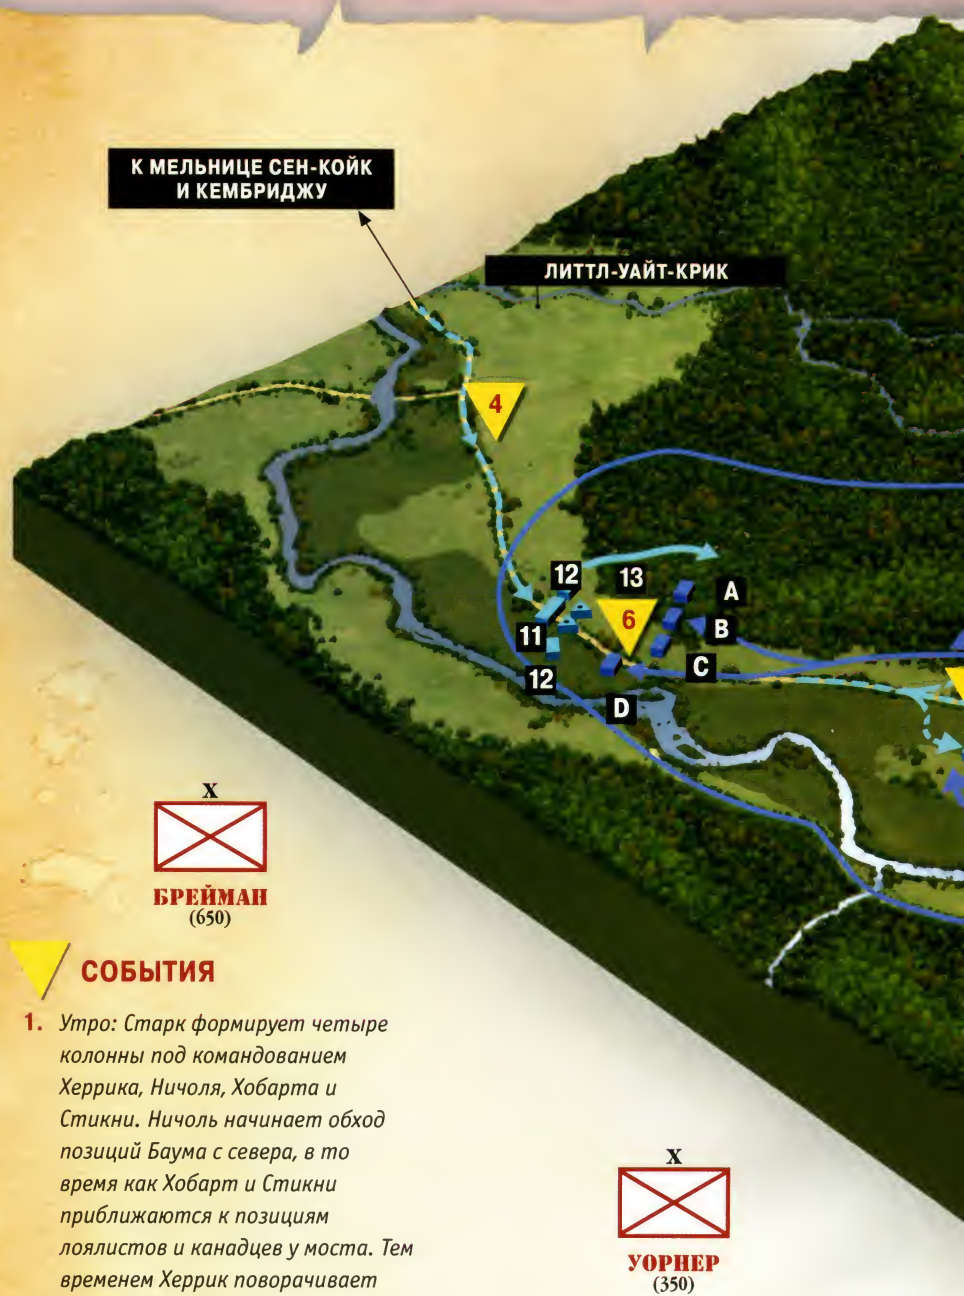 К МЕЛЬНИЦЕ СЕН-КОЙК
И КЕМБРИДЖУ
ЛИТТЛ-УАЙТ-КРИК
4
12
13
A
6
B
11
C
12
D
X
БРЕЙМАН
(650)
СОБЫТИЯ
1. Утро: Старк формирует четыре
колонны под командованием
Херрика, Ничоля, Хобарта и
Стикни. Ничоль начинает обход
позиций Баума с севера, в то
время как Хобарт и Стикни
приближаются к позициям
лоялистов и канадцев у моста. Тем
временем Херрик поворачивает
X
УОРНЕР
(350)